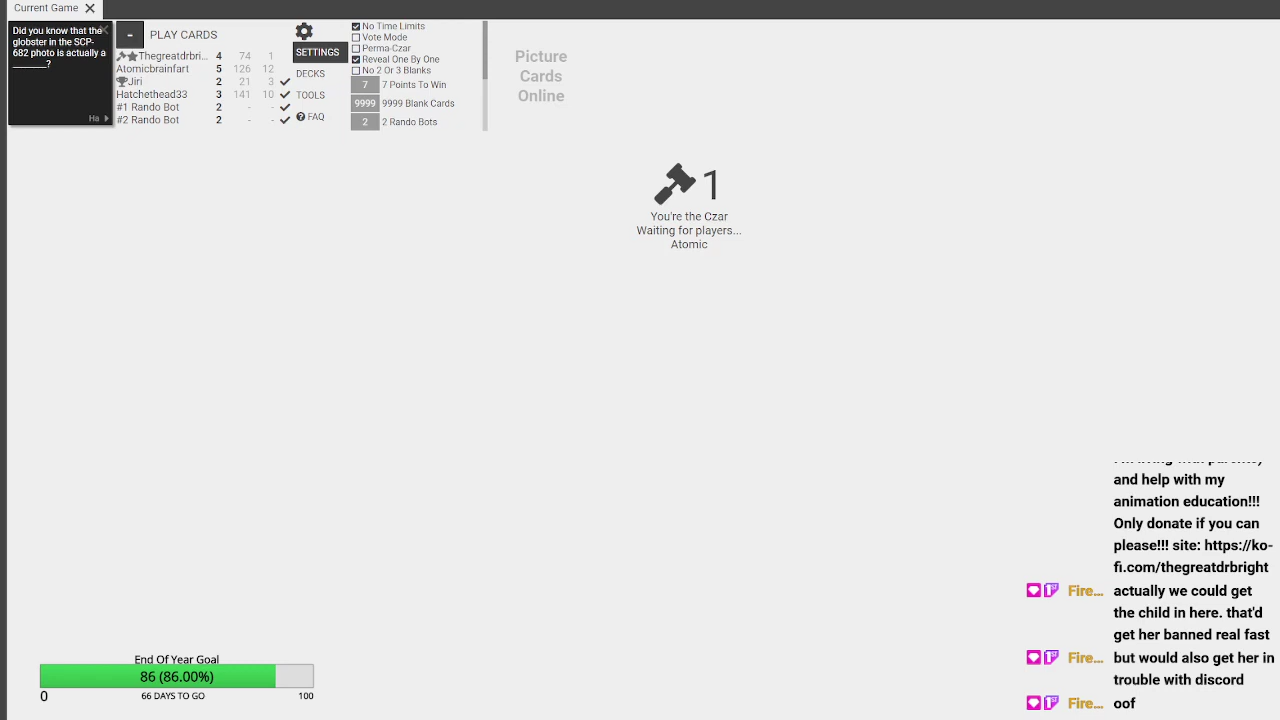 Current Game
Did you know that the
globster in the SCP-
682 photo is actually a
______?
Ha
-
PLAY CARDS
Thegreatdrbri... 4 74 1
Atomicbrainfart 5 126 12
Jiri 2 21 3
Hatchethead33 3 141 10
#1 Rando Bot 2 - -
#2 Rando Bot 2 - -
SETTINGS
DECKS
TOOLS
FAQ
No Time Limits
Vote Mode
Perma-Czar
Reveal One By One
No 2 Or 3 Blanks
7 7 Points To Win
9999 9999 Blank Cards
2 2 Rando Bots
Picture
Cards
Online
1
You're the Czar
Waiting for players...
Atomic
and help with my
animation education!!!
Only donate if you can
please!!! site: https://ko-
fi.com/thegreatdrbright
Fire... actually we could get
the child in here. that'd
get her banned real fast
Fire... but would also get her in
trouble with discord
Fire... oof
End Of Year Goal
86 (86.00%)
0 66 DAYS TO GO 100